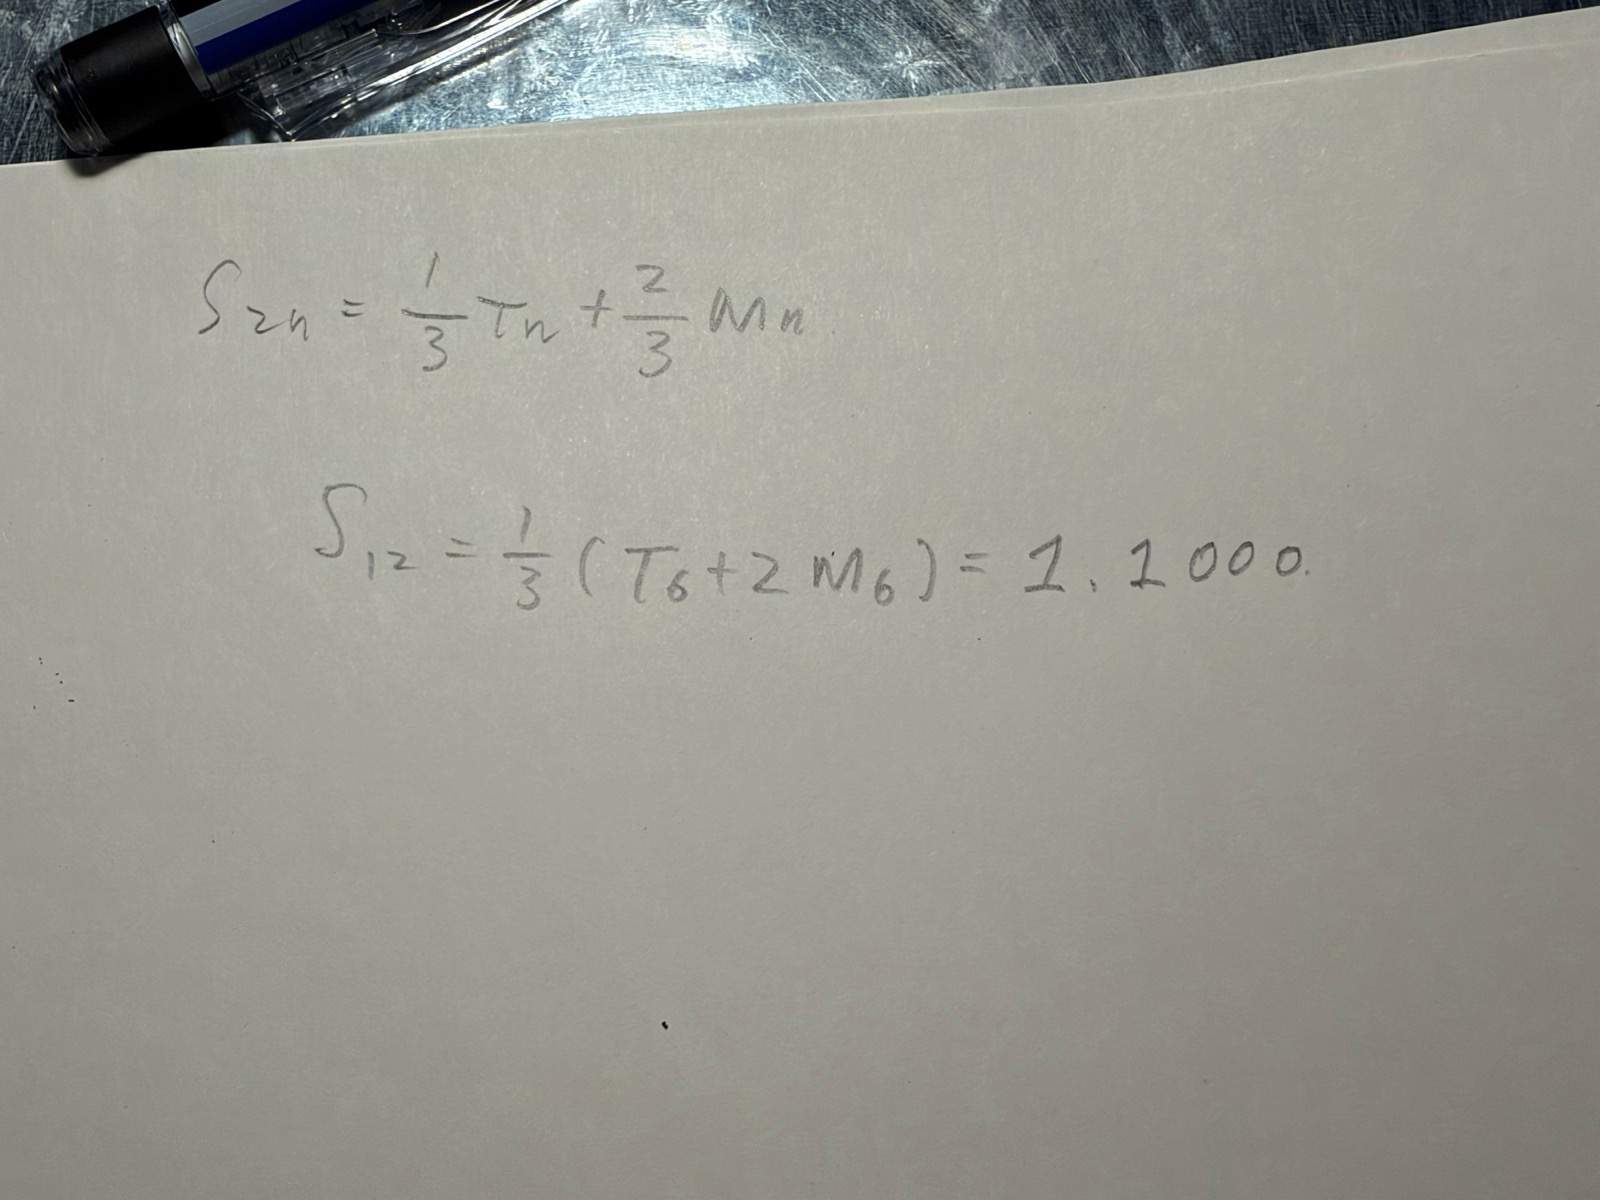 S₂ₙ = 1/3 Tₙ + 2/3 Mₙ
S₁₂ = 1/3 (T₆ + 2 M₆) = 1.1000.